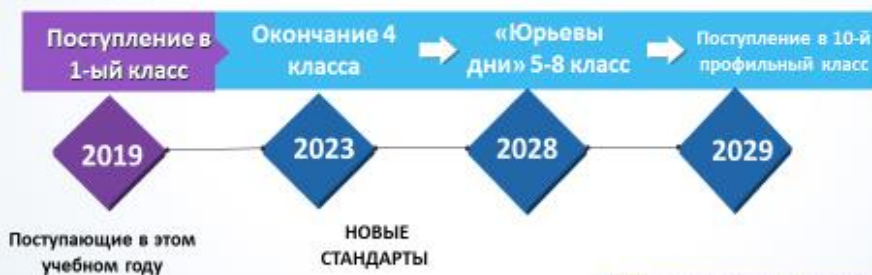 Поступление в
1-ый класс
Окончание 4
класса
«Юрьевы
дни» 5-8 класс
Поступление в 10-й
профильный класс
2019
2023
2028
2029
Поступающие в этом
учебном году
НОВЫЕ
СТАНДАРТЫ